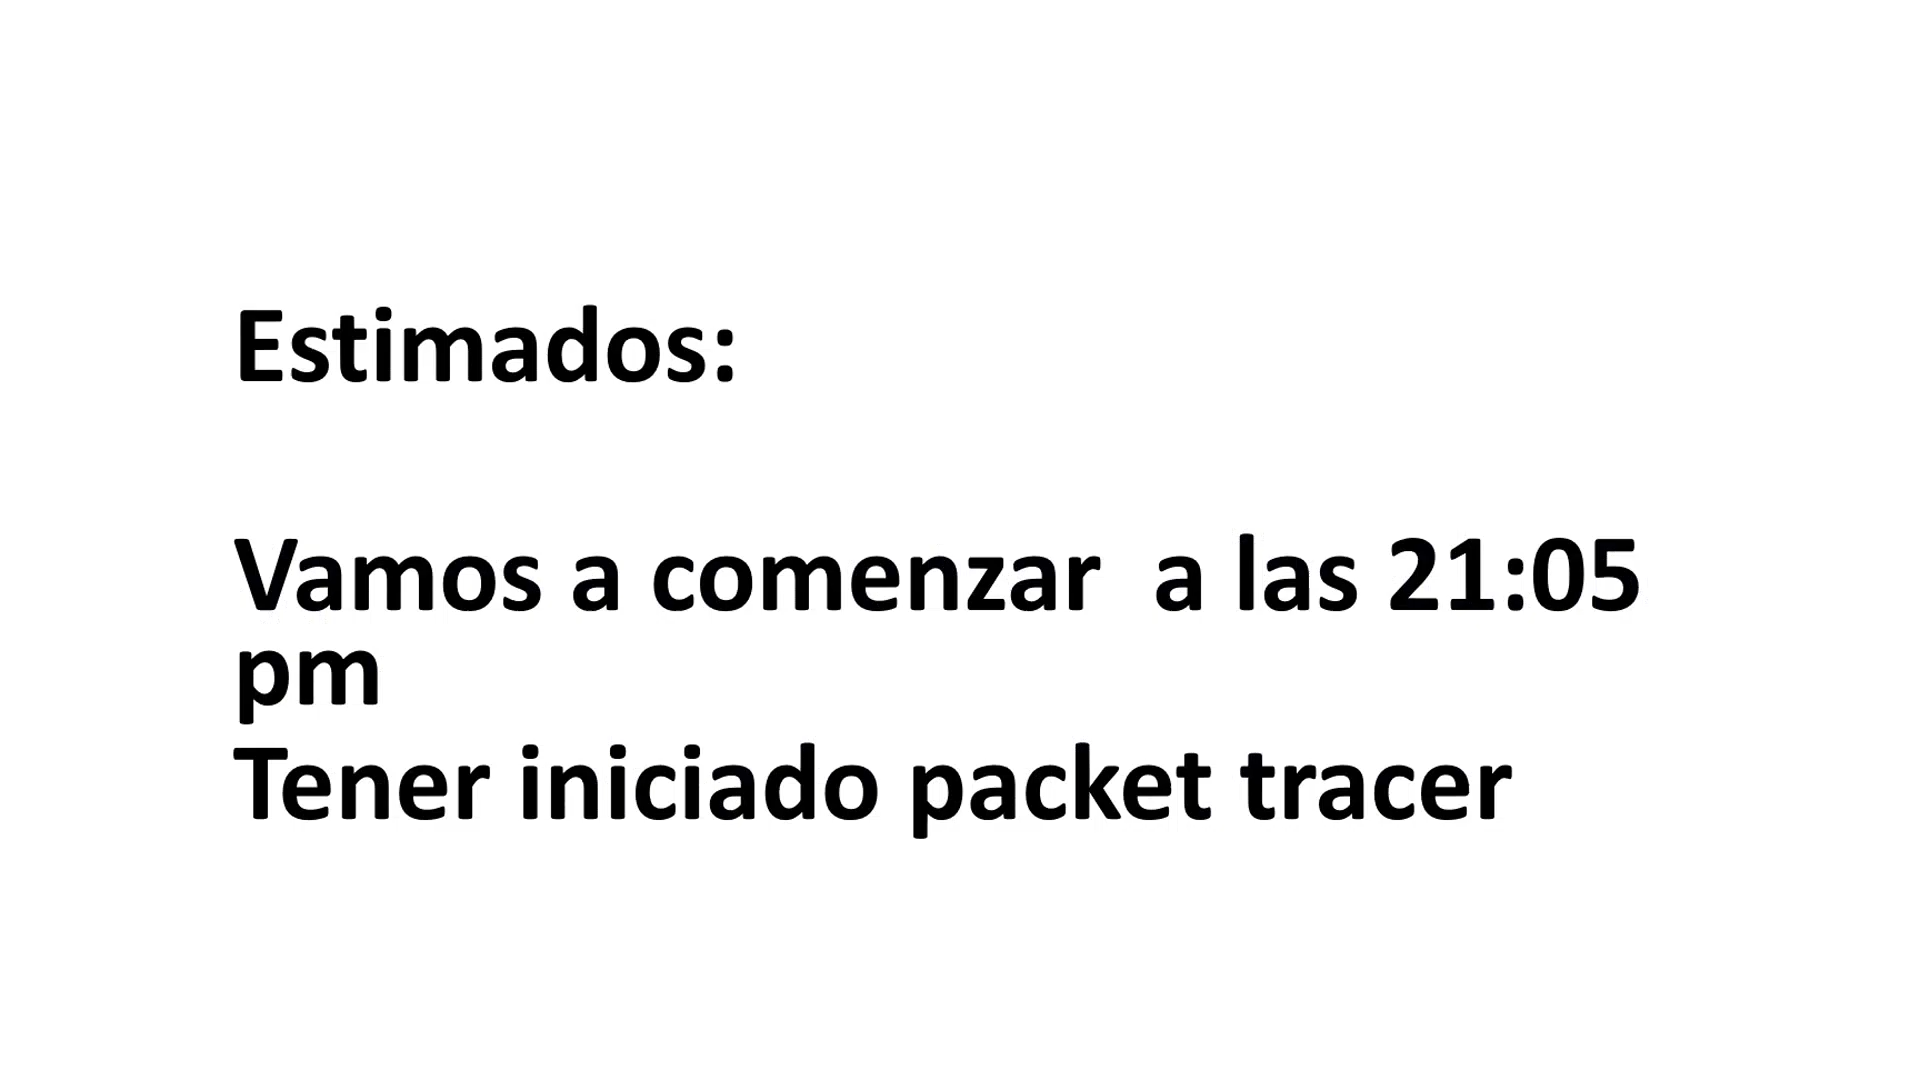 Estimados:
Vamos a comenzar  a las 21:05
pm
Tener iniciado packet tracer